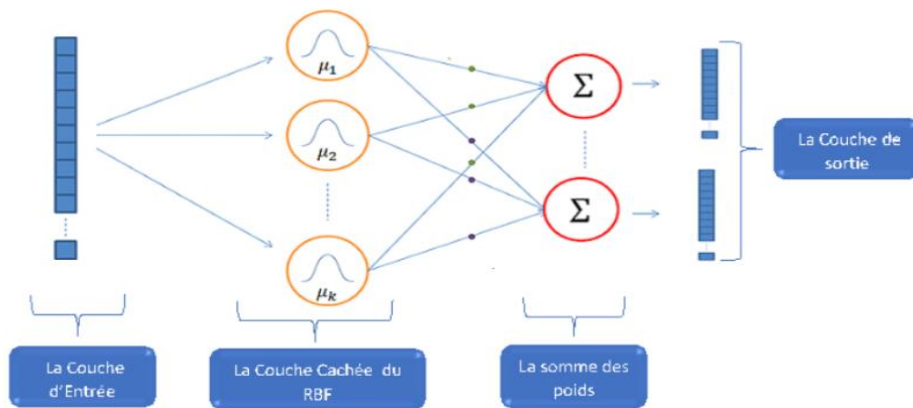 μ₁
Σ
μ₂
La Couche de
sortie
Σ
μₖ
La Couche
d'Entrée
La Couche Cachée du
RBF
La somme des
poids